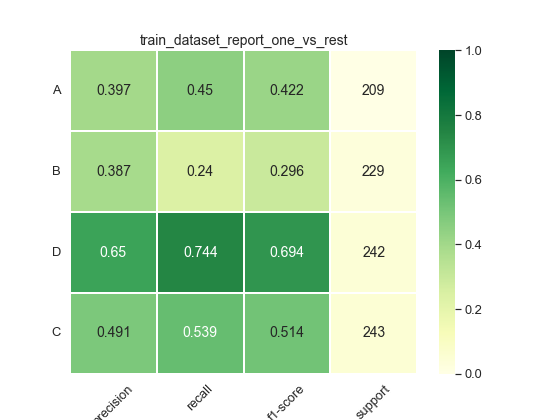 train_dataset_report_one_vs_rest
A 0.397 0.45 0.422 209
B 0.387 0.24 0.296 229
D 0.65 0.744 0.694 242
C 0.491 0.539 0.514 243
recall support
1.0
0.8
0.6
0.4
0.2
0.0